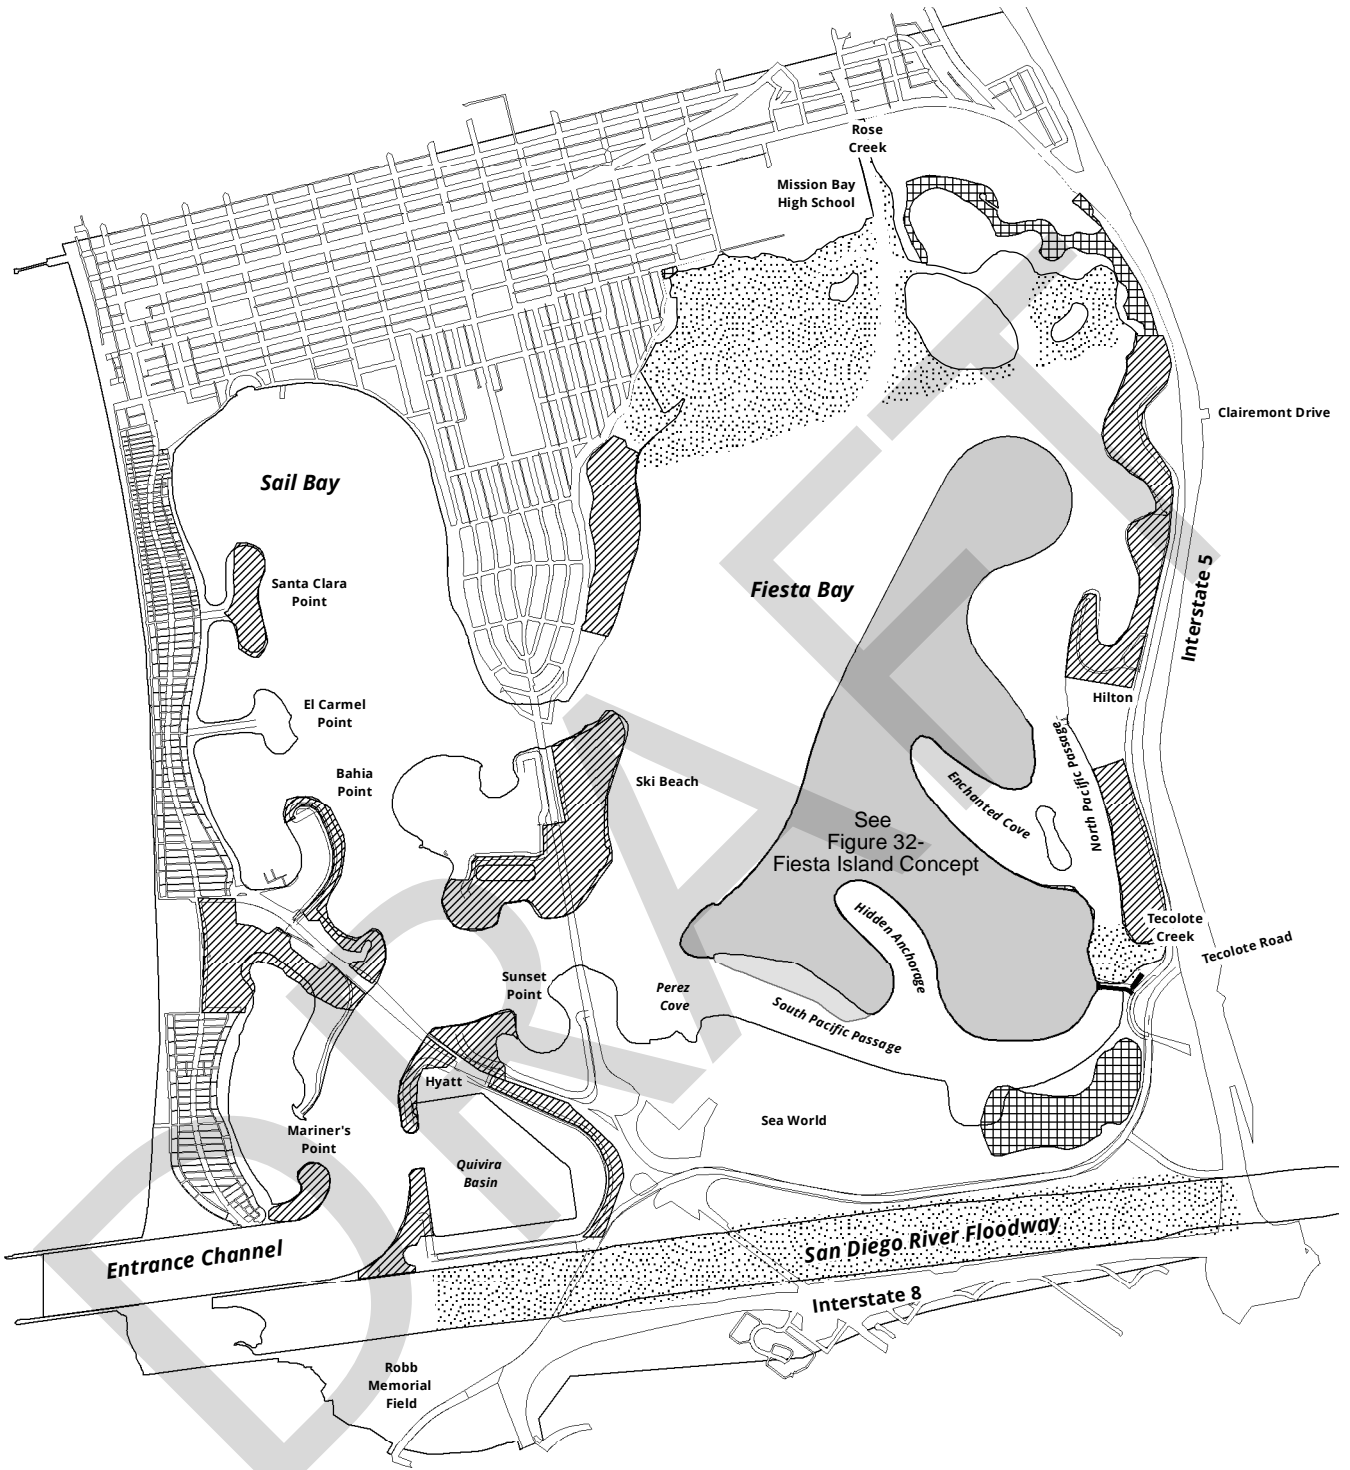 Rose
Creek
Mission Bay
High School
Clairemont Drive
Sail Bay
Santa Clara
Point
Fiesta Bay
Interstate 5
El Carmel
Point
Hilton
Bahia
Point
Ski Beach
North Pacific Passage
Enchanted Cove
See
Figure 32-
Fiesta Island Concept
Hidden Anchorage
Tecolote
Creek
Tecolote Road
Sunset
Point
Perez
Cove
South Pacific Passage
Hyatt
Mariner's
Point
Sea World
Quivira
Basin
Entrance Channel
San Diego River Floodway
Interstate 8
Robb
Memorial
Field
DRAFT